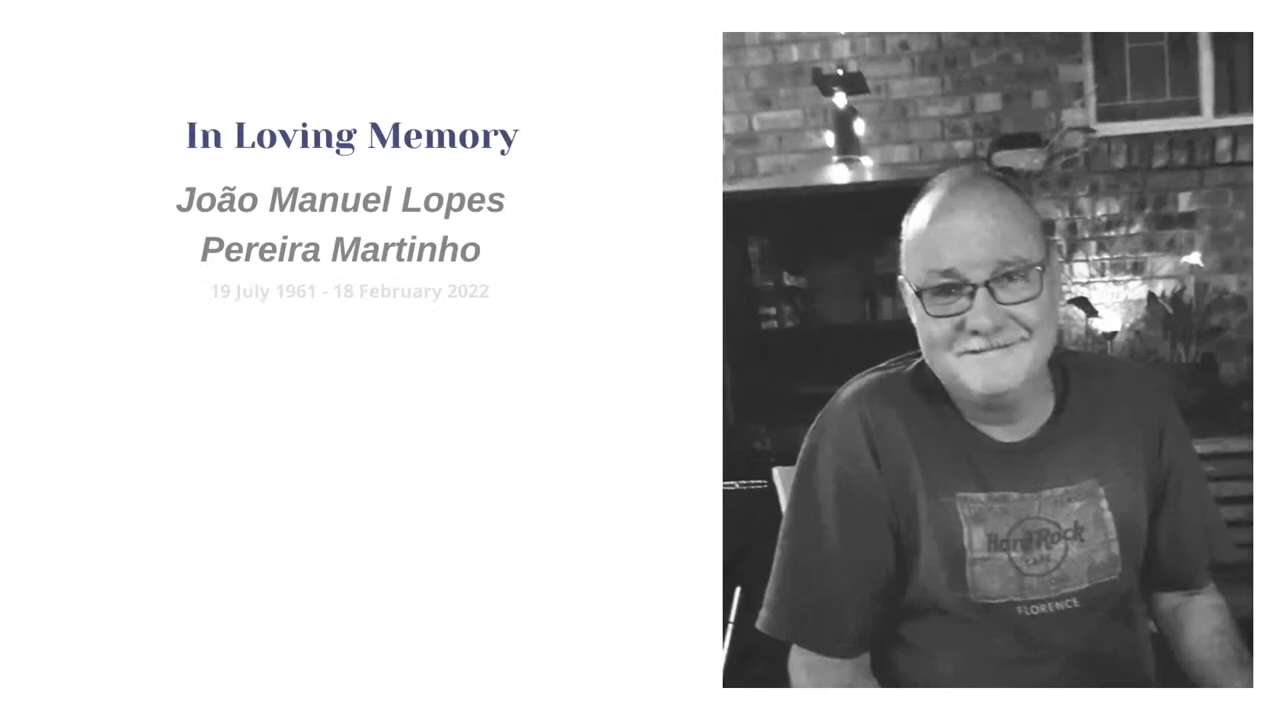 In Loving Memory
João Manuel Lopes
Pereira Martinho
19 July 1961 - 18 February 2022
Hard Rock
CAFE
FLORENCE